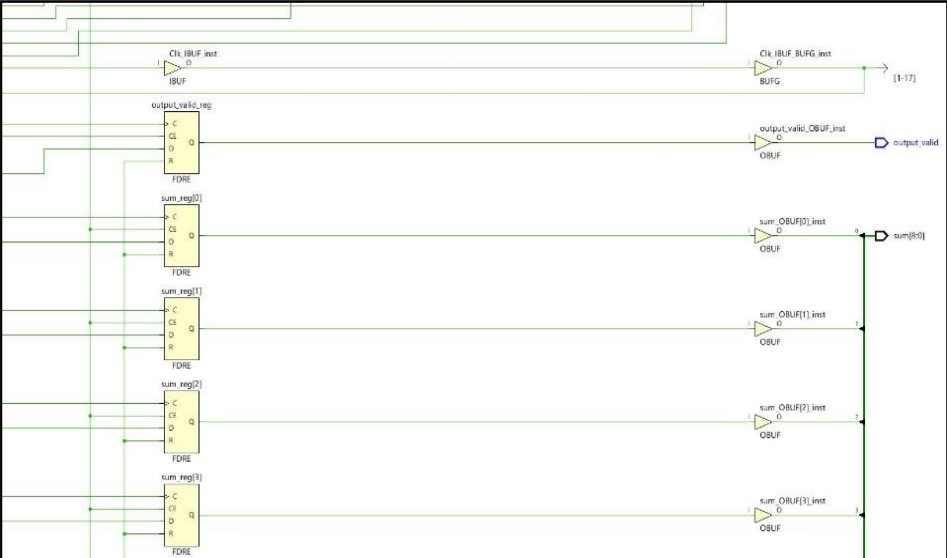 Clk_IBUF_inst
I O
IBUF
Clk_IBUF_BUFG_inst
I O
BUFG
[1-17]
output_valid_reg
C
CE
D
R
Q
FDRE
output_valid_OBUF_inst
I O
OBUF
output_valid
sum_reg[0]
C
CE
D
R
Q
FDRE
sum_OBUF[0]_inst
I O
OBUF
0
sum[8:0]
sum_reg[1]
C
CE
D
R
Q
FDRE
sum_OBUF[1]_inst
I O
OBUF
1
sum_reg[2]
C
CE
D
R
Q
FDRE
sum_OBUF[2]_inst
I O
OBUF
2
sum_reg[3]
C
CE
D
R
Q
FDRE
sum_OBUF[3]_inst
I O
OBUF
3